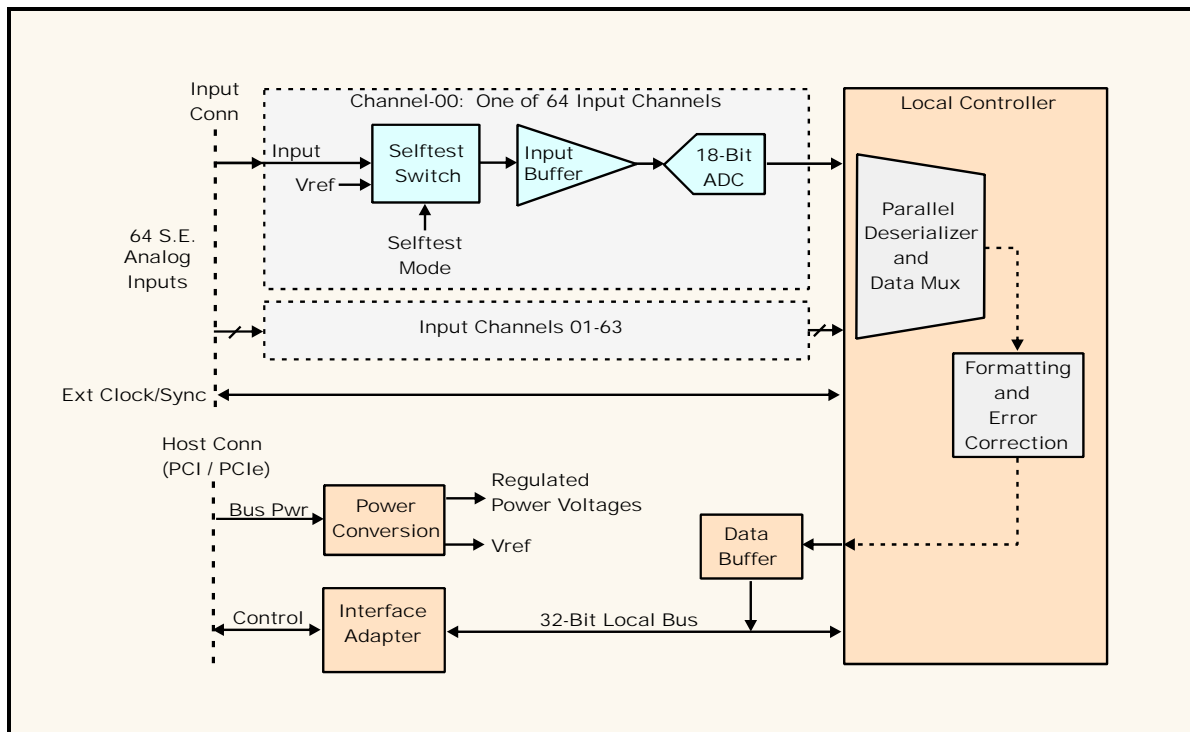 Input
Conn
Channel-00:  One of 64 Input Channels
Local Controller
Input
Vref
Selftest
Switch
Input
Buffer
18-Bit
ADC
Selftest
Mode
64 S.E.
Analog
Inputs
Parallel
Deserializer
and
Data Mux
Input Channels 01-63
Ext Clock/Sync
Formatting
and
Error
Correction
Host Conn
(PCI / PCIe)
Bus Pwr
Power
Conversion
Regulated
Power Voltages
Vref
Data
Buffer
Control
Interface
Adapter
32-Bit Local Bus